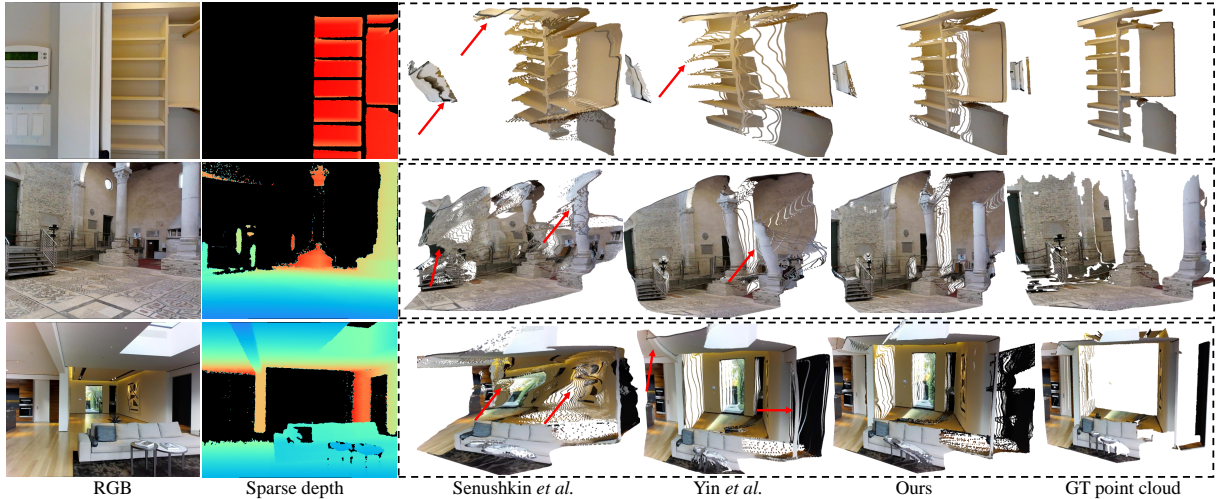 RGB
Sparse depth
Senushkin et al.
Yin et al.
Ours
GT point cloud